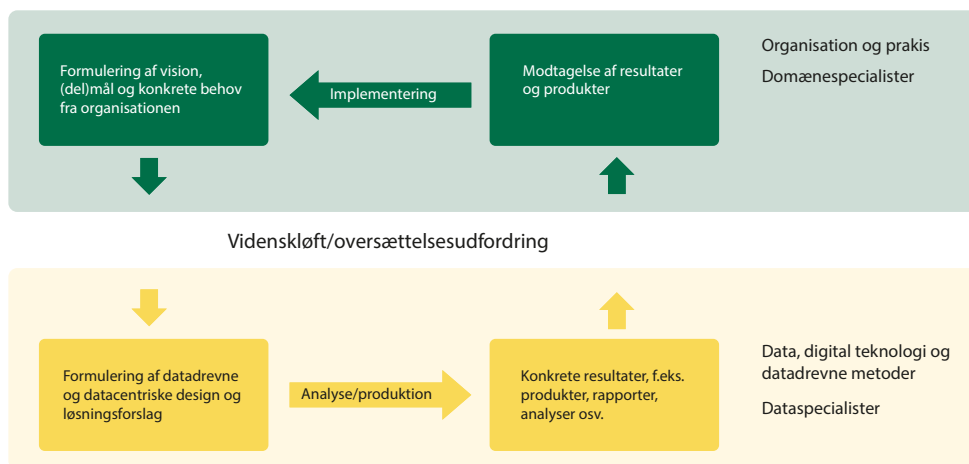 Formulering af vision,
(del)mål og konkrete behov
fra organisationen
Implementering
Modtagelse af resultater
og produkter
Organisation og prakis
Domænespecialister
Videnskløft/oversættelsesudfordring
Formulering af datadrevne
og datacentriske design og
løsningsforslag
Analyse/produktion
Konkrete resultater, f.eks.
produkter, rapporter,
analyser osv.
Data, digital teknologi og
datadrevne metoder
Dataspecialister